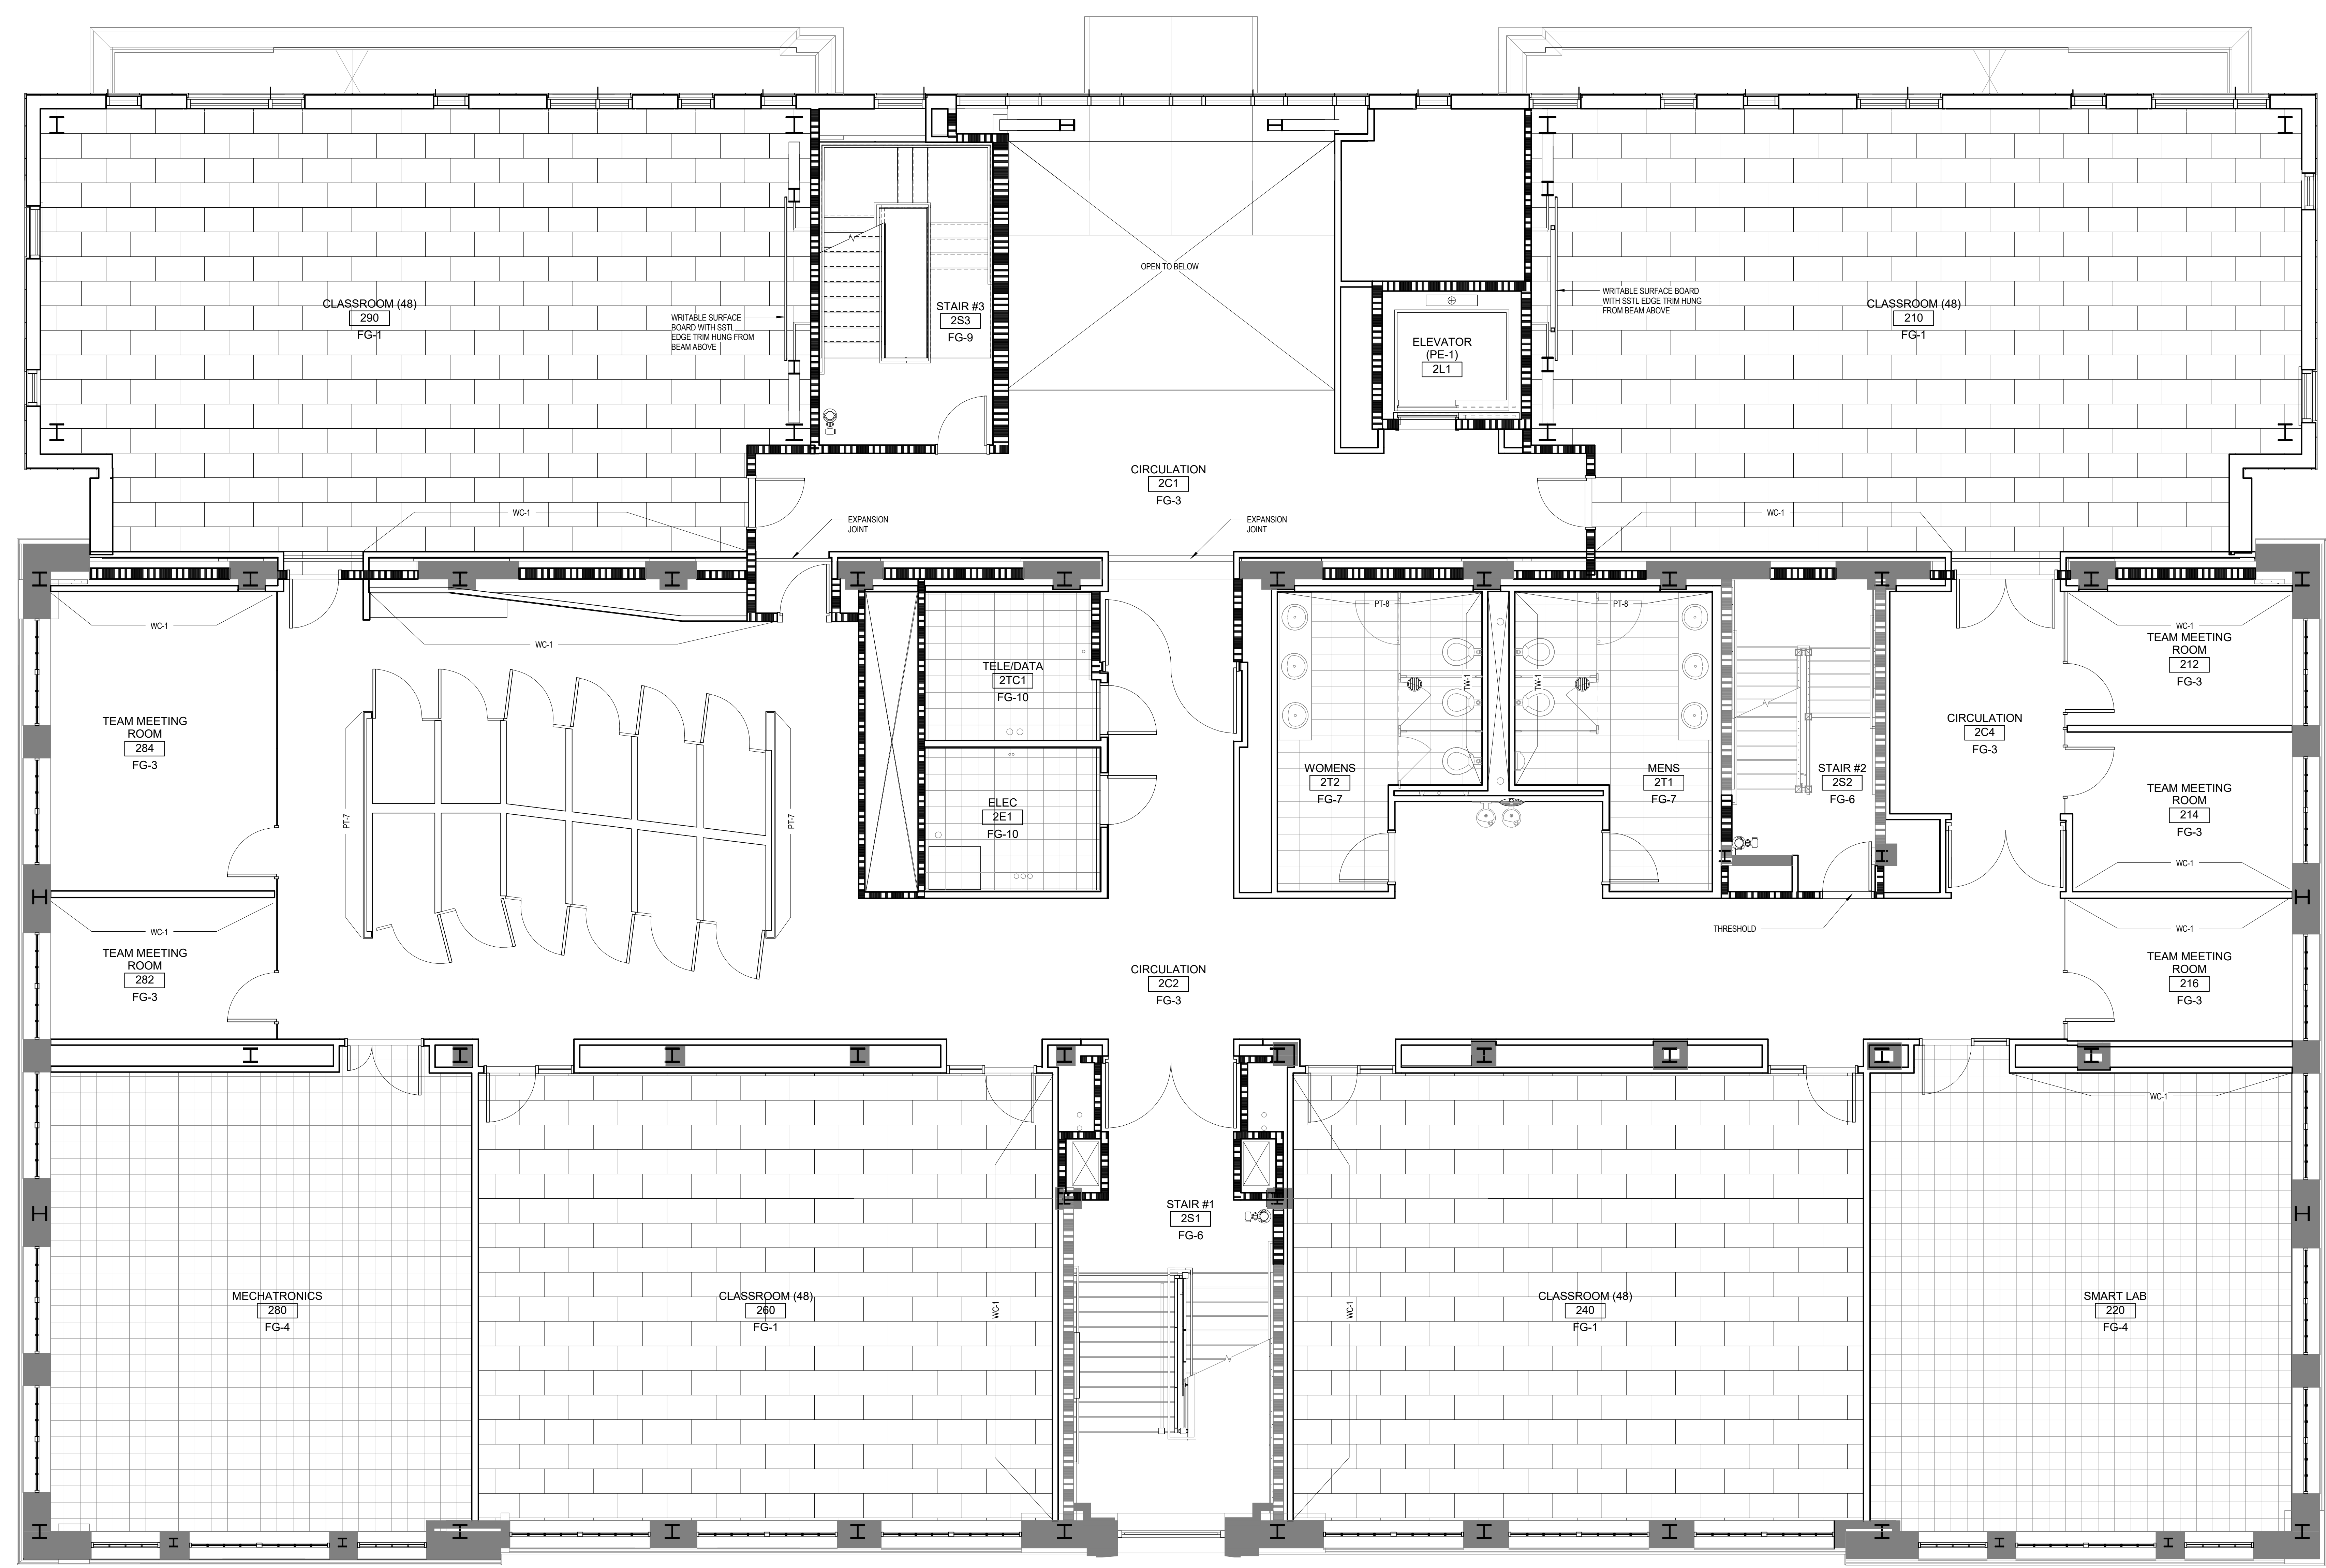 OPEN TO BELOW
CLASSROOM (48)
290
FG-1
WRITABLE SURFACE
BOARD WITH SSTL
EDGE TRIM HUNG FROM
BEAM ABOVE
STAIR #3
2S3
FG-9
ELEVATOR
(PE-1)
2L1
WRITABLE SURFACE BOARD
WITH SSTL EDGE TRIM HUNG
FROM BEAM ABOVE
CLASSROOM (48)
210
FG-1
CIRCULATION
2C1
FG-3
WC-1
EXPANSION
JOINT
EXPANSION
JOINT
WC-1
WC-1
WC-1
PT-8
PT-8
WC-1
TEAM MEETING
ROOM
212
FG-3
TELE/DATA
2TC1
FG-10
TW-1
TW-1
TEAM MEETING
ROOM
284
FG-3
CIRCULATION
2C4
FG-3
PT-7
PT-7
WOMENS
2T2
FG-7
MENS
2T1
FG-7
STAIR #2
2S2
FG-6
TEAM MEETING
ROOM
214
FG-3
ELEC
2E1
FG-10
WC-1
WC-1
THRESHOLD
WC-1
TEAM MEETING
ROOM
282
FG-3
CIRCULATION
2C2
FG-3
TEAM MEETING
ROOM
216
FG-3
WC-1
STAIR #1
2S1
FG-6
MECHATRONICS
280
FG-4
CLASSROOM (48)
260
FG-1
WC-1
WC-1
CLASSROOM (48)
240
FG-1
SMART LAB
220
FG-4